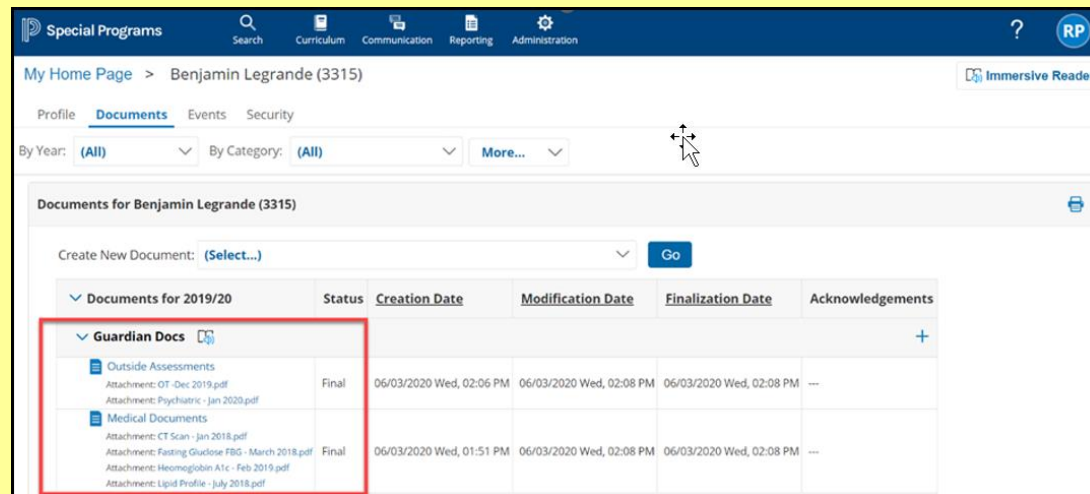 Special Programs
Search
Curriculum
Communication
Reporting
Administration
?
RP
My Home Page > Benjamin Legrande (3315)
Immersive Reade
Profile Documents Events Security
By Year: (All) By Category: (All) More...
Documents for Benjamin Legrande (3315)
Create New Document: (Select...) Go
Documents for 2019/20 Status Creation Date Modification Date Finalization Date Acknowledgements
Guardian Docs +
Outside Assessments
Attachment: OT -Dec 2019.pdf
Attachment: Psychiatric - Jan 2020.pdf
Final 06/03/2020 Wed, 02:06 PM 06/03/2020 Wed, 02:08 PM 06/03/2020 Wed, 02:08 PM ---
Medical Documents
Attachment: CT Scan - Jan 2018.pdf
Attachment: Fasting Gluclose FBG - March 2018.pdf
Attachment: Heomoglobin A1c - Feb 2019.pdf
Attachment: Lipid Profile - July 2018.pdf
Final 06/03/2020 Wed, 01:51 PM 06/03/2020 Wed, 02:08 PM 06/03/2020 Wed, 02:08 PM ---